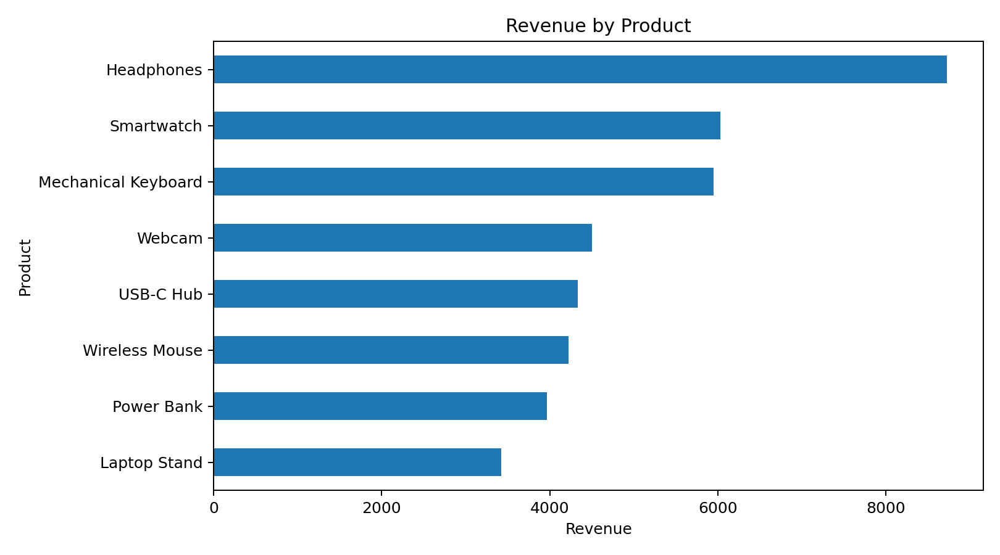 Revenue by Product
Headphones
Smartwatch
Mechanical Keyboard
Webcam
USB-C Hub
Wireless Mouse
Power Bank
Laptop Stand
Product
0 2000 4000 6000 8000
Revenue